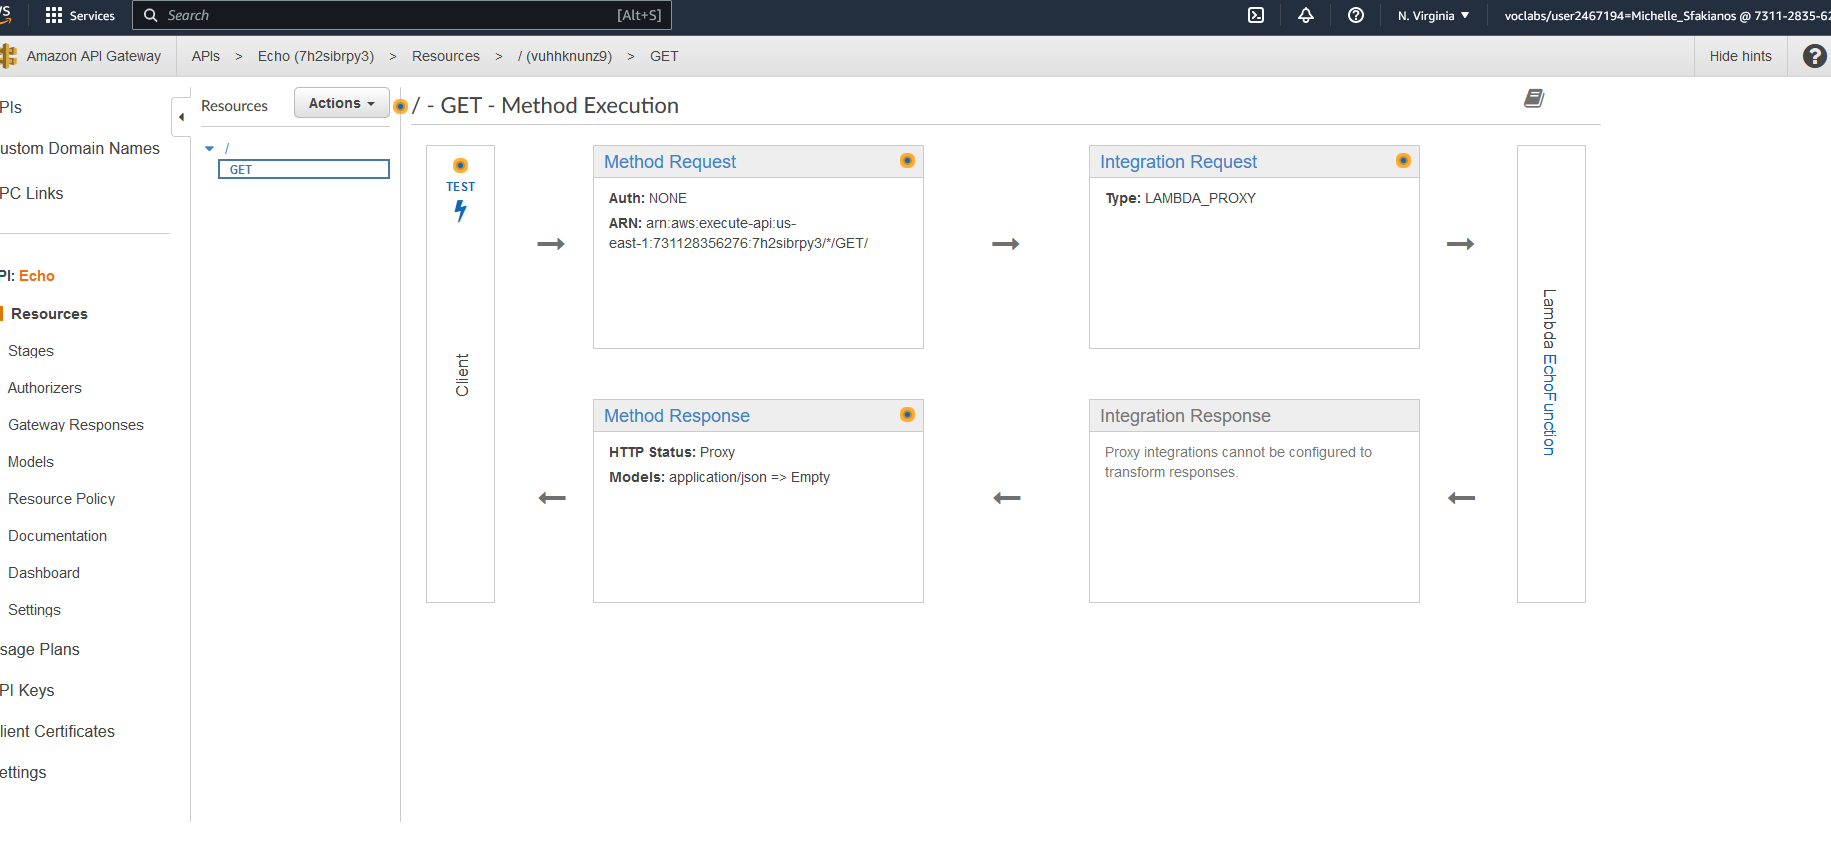 Services
Search
[Alt+S]
N. Virginia
voclabs/user2467194=Michelle_Sfakianos @ 7311-2835-62
Amazon API Gateway
APIs > Echo (7h2sibrpy3) > Resources > / (vuhhknunz9) > GET
Hide hints
?
PIs
ustom Domain Names
PC Links
PI: Echo
Resources
Stages
Authorizers
Gateway Responses
Models
Resource Policy
Documentation
Dashboard
Settings
sage Plans
PI Keys
lient Certificates
ettings
Resources
Actions
/
GET
/ - GET - Method Execution
TEST
Client
Method Request
Auth: NONE
ARN: arn:aws:execute-api:us-
east-1:731128356276:7h2sibrpy3/*/GET/
Integration Request
Type: LAMBDA_PROXY
Lambda EchoFunction
Method Response
HTTP Status: Proxy
Models: application/json => Empty
Integration Response
Proxy integrations cannot be configured to
transform responses.